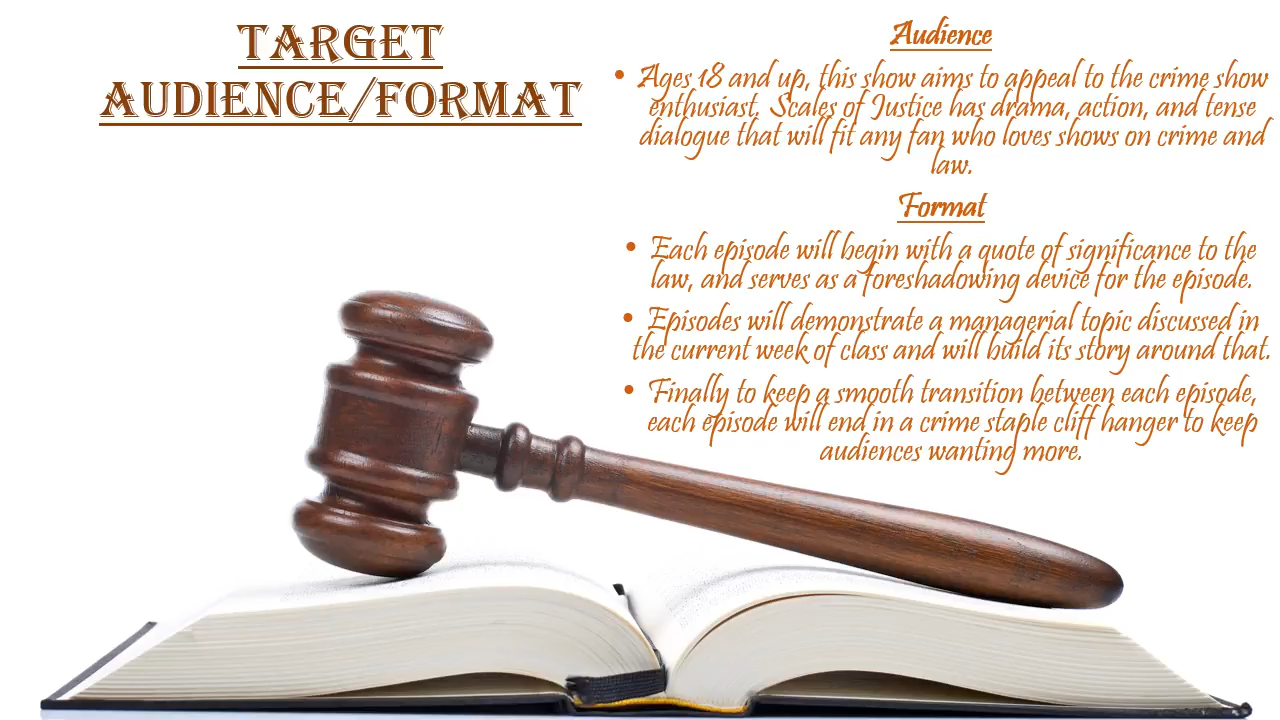 TARGET
AUDIENCE/FORMAT
Audience
• Ages 18 and up, this show aims to appeal to the crime show
enthusiast. Scales of Justice has drama, action, and tense
dialogue that will fit any fan who loves shows on crime and
law.
Format
• Each episode will begin with a quote of significance to the
law, and serves as a foreshadowing device for the episode.
• Episodes will demonstrate a managerial topic discussed in
the current week of class and will build its story around that.
• Finally to keep a smooth transition between each episode,
each episode will end in a crime staple cliff hanger to keep
audiences wanting more.